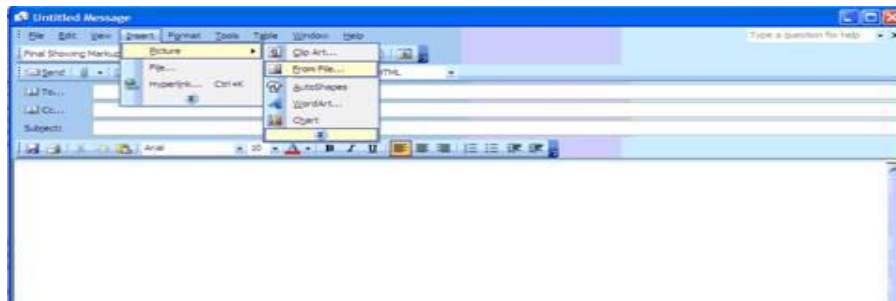 Untitled Message
File Edit View Insert Format Tools Table Window Help
Type a question for help
Final Showing Markup
Picture
Clip Art...
Send
File...
From File...
HTML
To...
Hyperlink... Ctrl+K
AutoShapes
WordArt...
Cc...
Chart
Subject:
Arial 10 A B I U